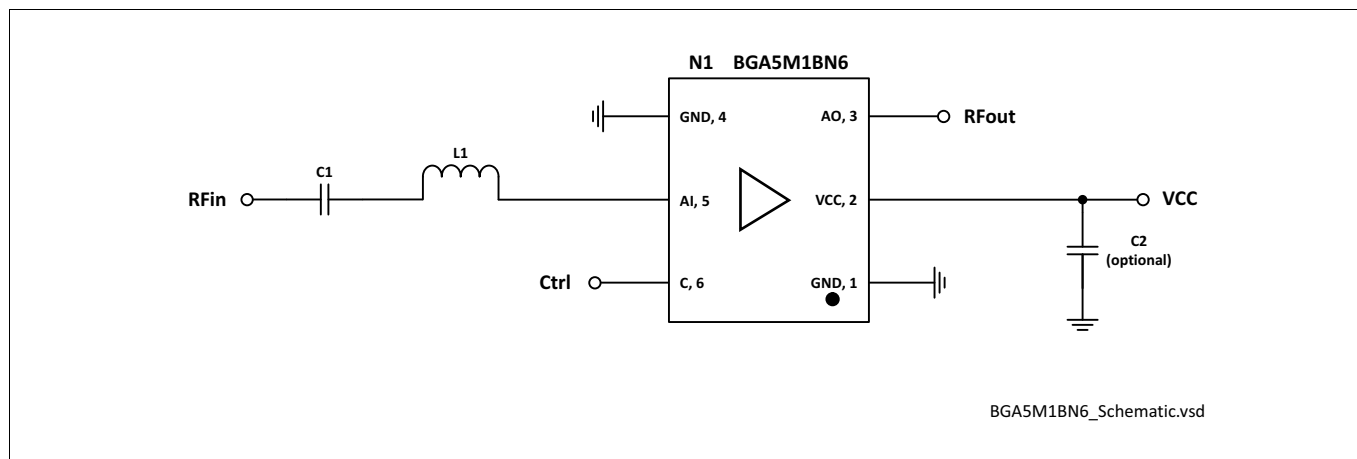 N1 BGA5M1BN6
GND, 4
AO, 3
RFout
C1
L1
RFin
AI, 5
VCC, 2
VCC
C2
(optional)
Ctrl
C, 6
GND, 1
BGA5M1BN6_Schematic.vsd